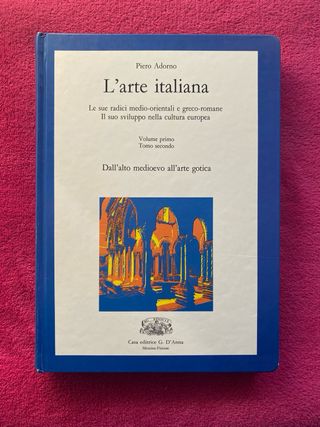 Piero Adorno
L'arte italiana
Le sue radici medio-orientali e greco-romane
Il suo sviluppo nella cultura europea
Volume primo
Tomo secondo
Dall'alto medioevo all'arte gotica
Casa editrice G. D'Anna
Messina-Firenze